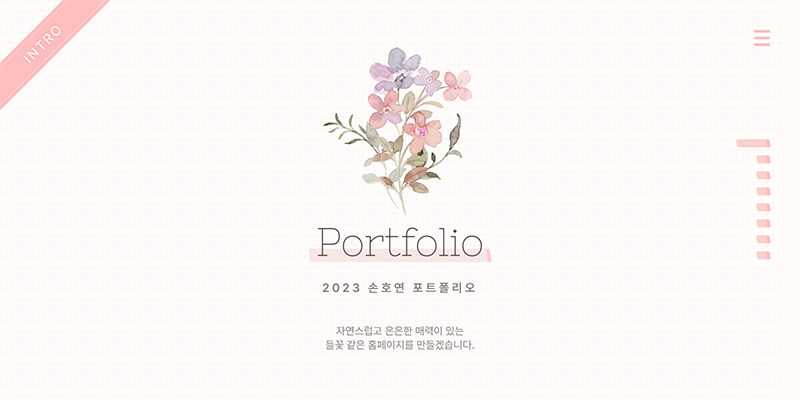 INTRO
Portfolio
2023 손호연 포트폴리오
자연스럽고 은은한 매력이 있는
들꽃 같은 홈페이지를 만들겠습니다.